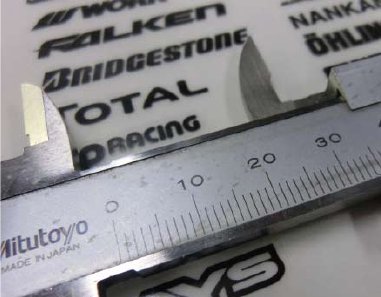 WORK
NANKAN
FALKEN
ÖHLIN
BRIDGESTONE
TOTAL
RACING
0 10 20 30
Mitutoyo
MADE IN JAPAN